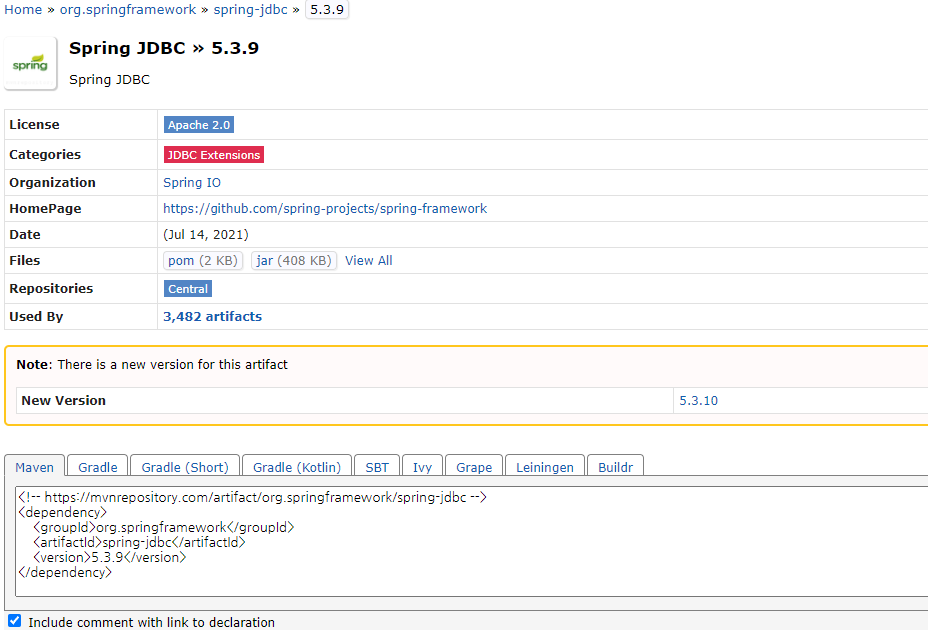 Home » org.springframework » spring-jdbc » 5.3.9
spring
Spring JDBC » 5.3.9
Spring JDBC
License Apache 2.0
Categories JDBC Extensions
Organization Spring IO
HomePage https://github.com/spring-projects/spring-framework
Date (Jul 14, 2021)
Files pom (2 KB) jar (408 KB) View All
Repositories Central
Used By 3,482 artifacts
Note: There is a new version for this artifact
New Version 5.3.10
Maven Gradle Gradle (Short) Gradle (Kotlin) SBT Ivy Grape Leiningen Buildr
<!-- https://mvnrepository.com/artifact/org.springframework/spring-jdbc -->
<dependency>
<groupId>org.springframework</groupId>
<artifactId>spring-jdbc</artifactId>
<version>5.3.9</version>
</dependency>
Include comment with link to declaration